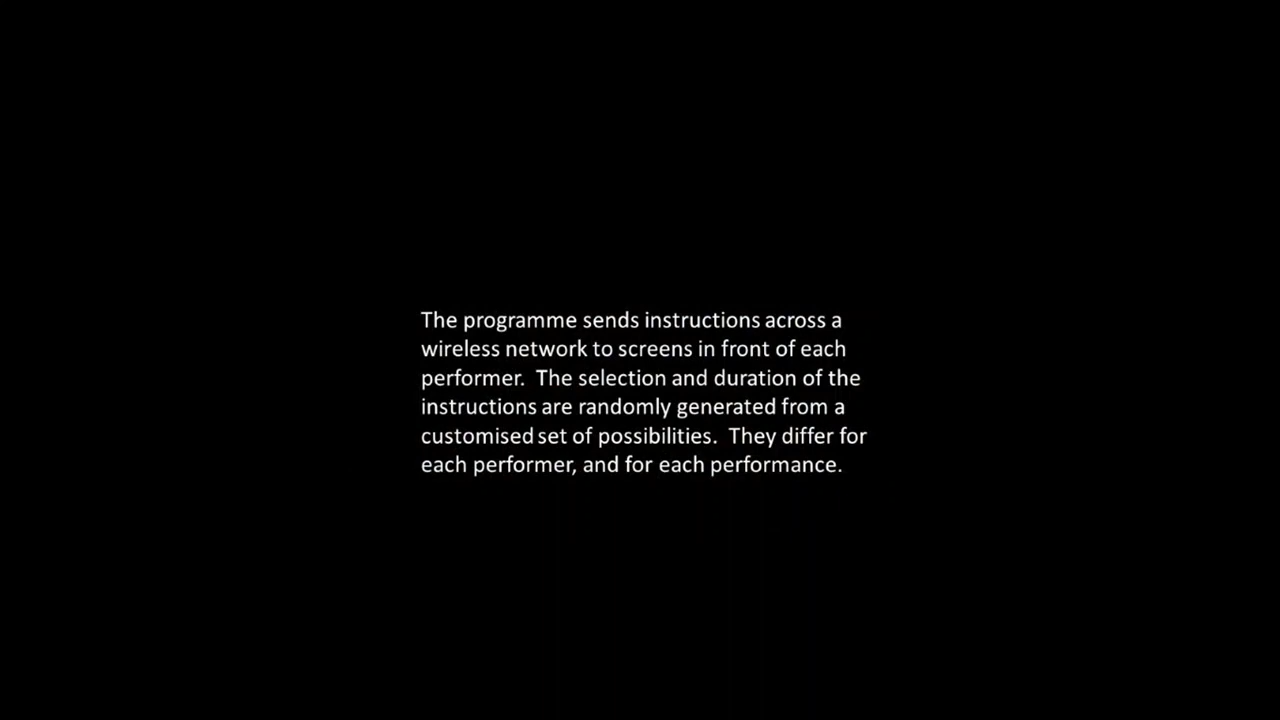 The programme sends instructions across a
wireless network to screens in front of each
performer.  The selection and duration of the
instructions are randomly generated from a
customised set of possibilities.  They differ for
each performer, and for each performance.